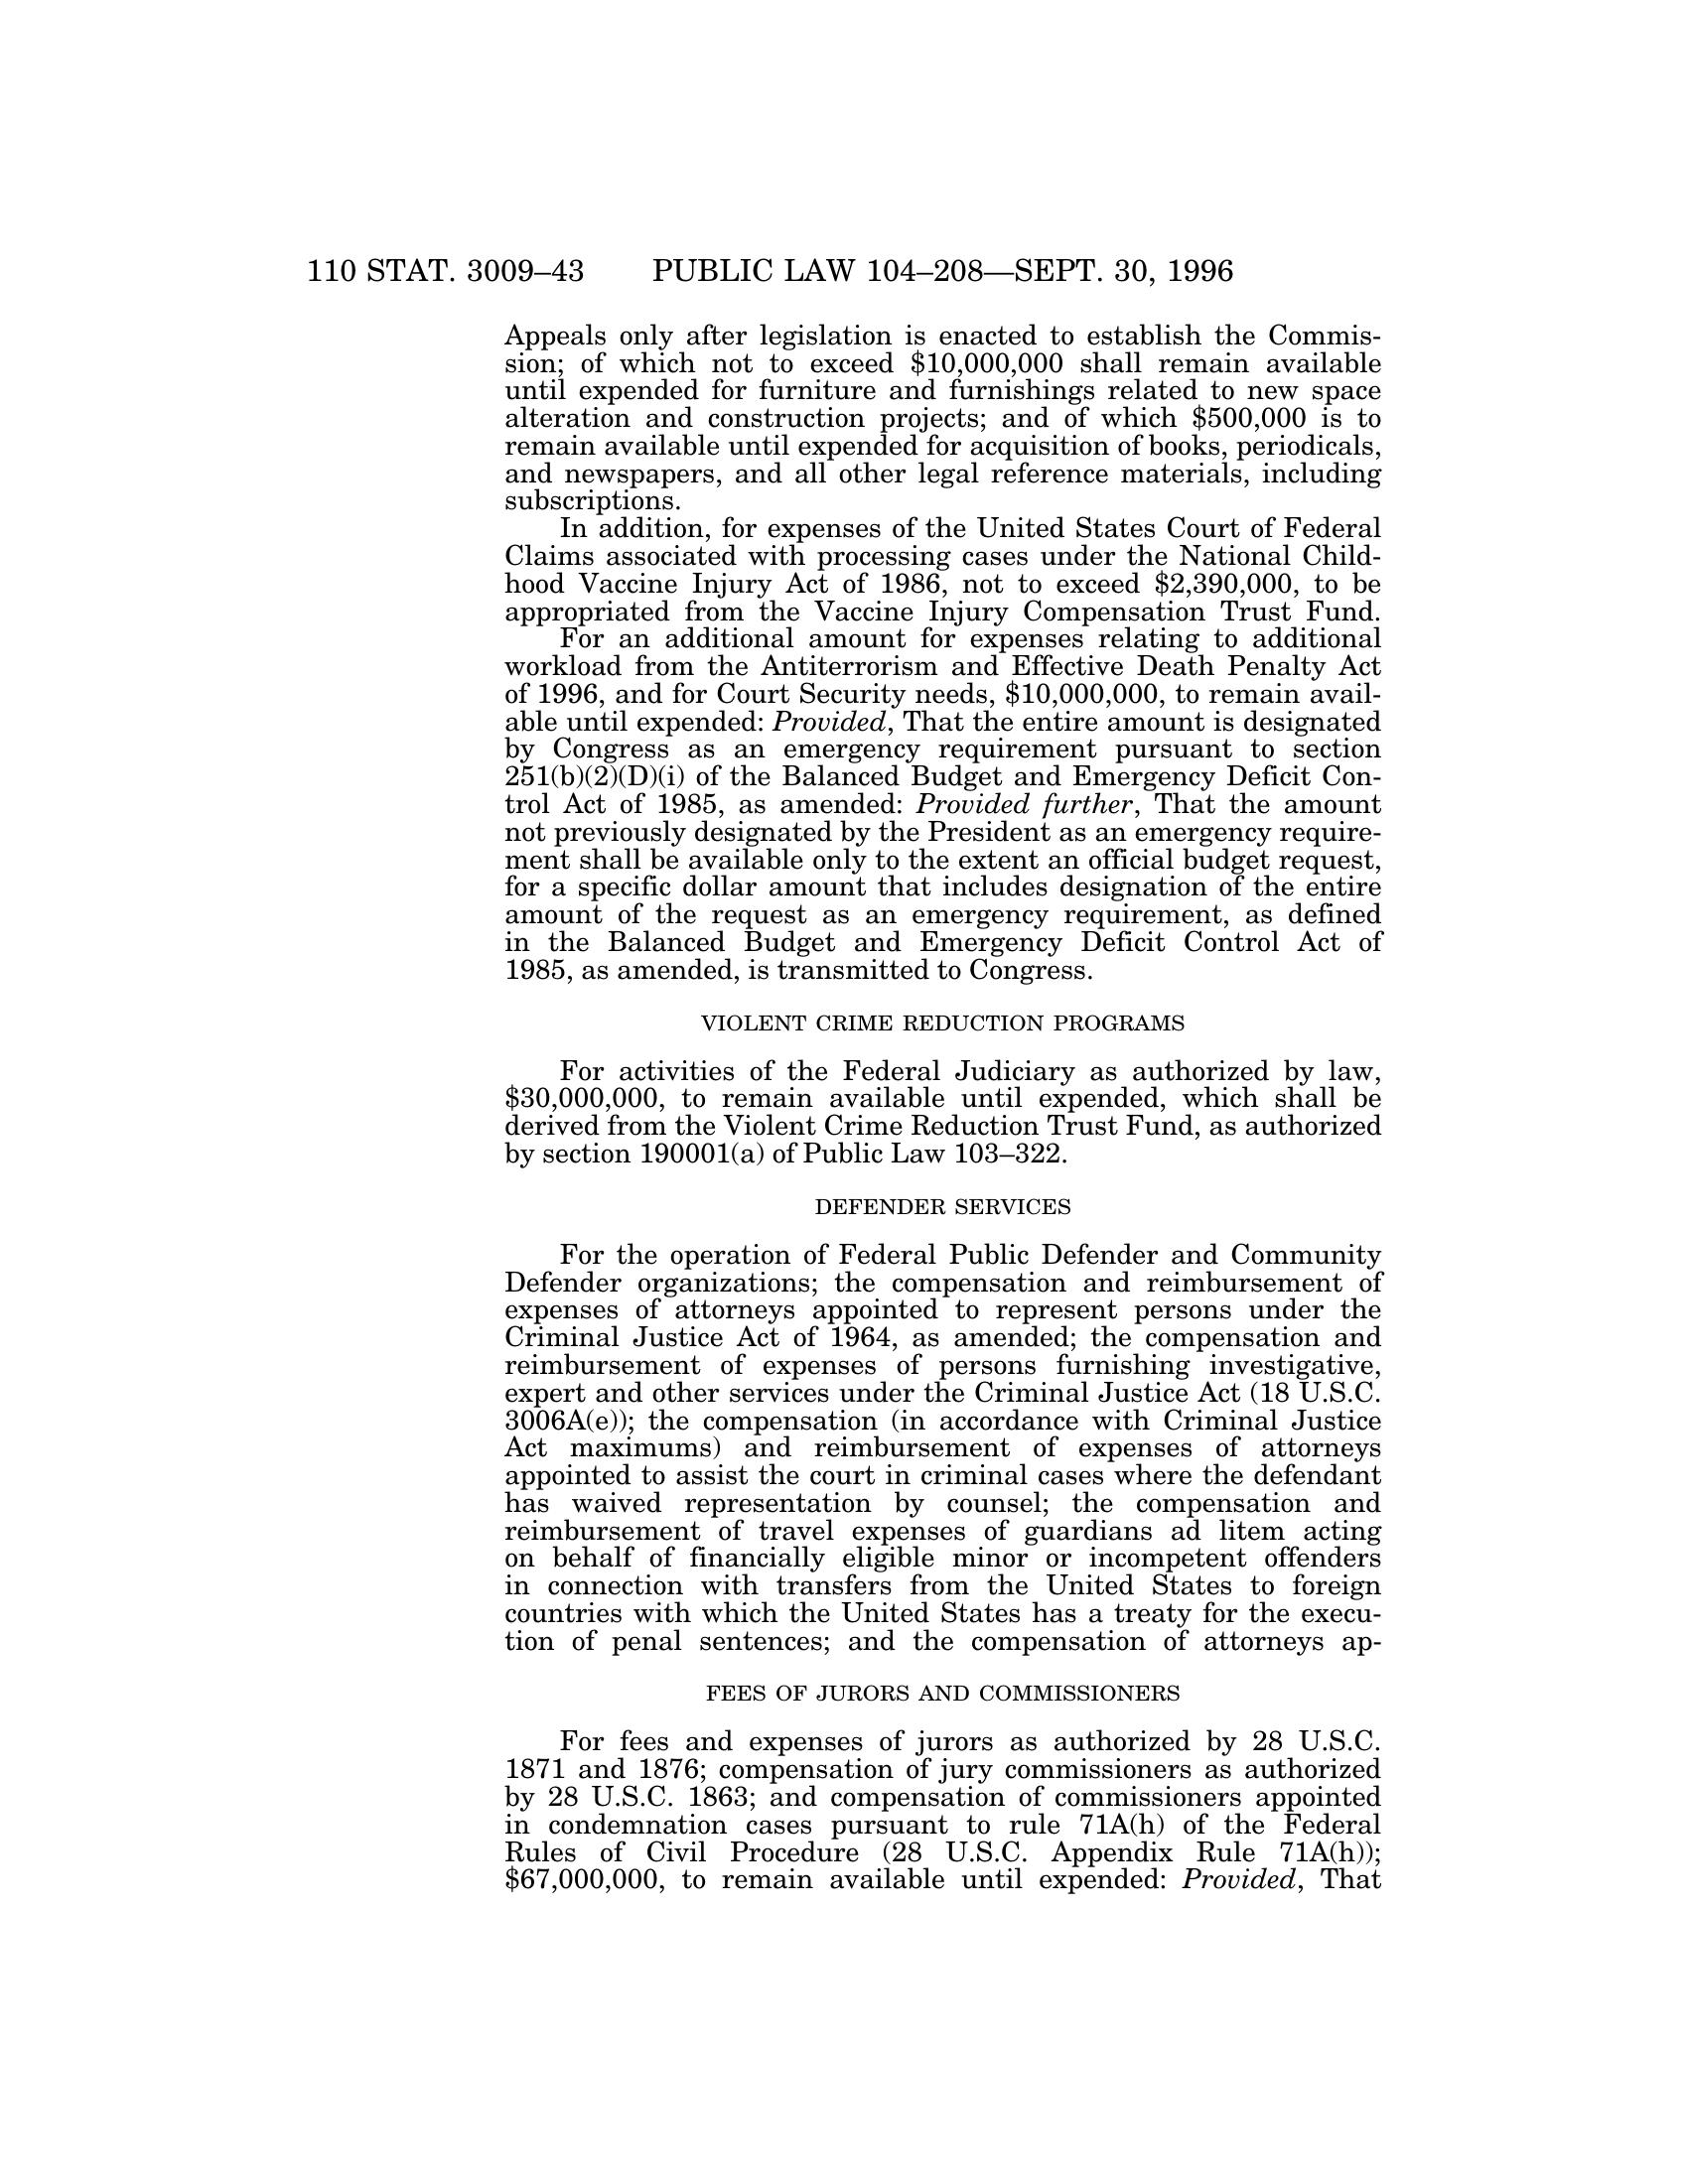 110 STAT. 3009–43 PUBLIC LAW 104–208—SEPT. 30, 1996
Appeals only after legislation is enacted to establish the Commis-
sion; of which not to exceed $10,000,000 shall remain available
until expended for furniture and furnishings related to new space
alteration and construction projects; and of which $500,000 is to
remain available until expended for acquisition of books, periodicals,
and newspapers, and all other legal reference materials, including
subscriptions.
In addition, for expenses of the United States Court of Federal
Claims associated with processing cases under the National Child-
hood Vaccine Injury Act of 1986, not to exceed $2,390,000, to be
appropriated from the Vaccine Injury Compensation Trust Fund.
For an additional amount for expenses relating to additional
workload from the Antiterrorism and Effective Death Penalty Act
of 1996, and for Court Security needs, $10,000,000, to remain avail-
able until expended: Provided, That the entire amount is designated
by Congress as an emergency requirement pursuant to section
251(b)(2)(D)(i) of the Balanced Budget and Emergency Deficit Con-
trol Act of 1985, as amended: Provided further, That the amount
not previously designated by the President as an emergency require-
ment shall be available only to the extent an official budget request,
for a specific dollar amount that includes designation of the entire
amount of the request as an emergency requirement, as defined
in the Balanced Budget and Emergency Deficit Control Act of
1985, as amended, is transmitted to Congress.
VIOLENT CRIME REDUCTION PROGRAMS
For activities of the Federal Judiciary as authorized by law,
$30,000,000, to remain available until expended, which shall be
derived from the Violent Crime Reduction Trust Fund, as authorized
by section 190001(a) of Public Law 103–322.
DEFENDER SERVICES
For the operation of Federal Public Defender and Community
Defender organizations; the compensation and reimbursement of
expenses of attorneys appointed to represent persons under the
Criminal Justice Act of 1964, as amended; the compensation and
reimbursement of expenses of persons furnishing investigative,
expert and other services under the Criminal Justice Act (18 U.S.C.
3006A(e)); the compensation (in accordance with Criminal Justice
Act maximums) and reimbursement of expenses of attorneys
appointed to assist the court in criminal cases where the defendant
has waived representation by counsel; the compensation and
reimbursement of travel expenses of guardians ad litem acting
on behalf of financially eligible minor or incompetent offenders
in connection with transfers from the United States to foreign
countries with which the United States has a treaty for the execu-
tion of penal sentences; and the compensation of attorneys ap-
FEES OF JURORS AND COMMISSIONERS
For fees and expenses of jurors as authorized by 28 U.S.C.
1871 and 1876; compensation of jury commissioners as authorized
by 28 U.S.C. 1863; and compensation of commissioners appointed
in condemnation cases pursuant to rule 71A(h) of the Federal
Rules of Civil Procedure (28 U.S.C. Appendix Rule 71A(h));
$67,000,000, to remain available until expended: Provided, That